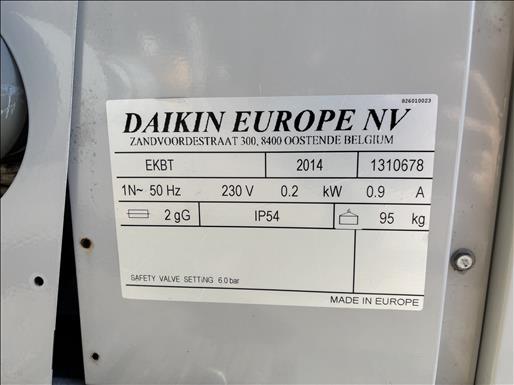 826010023
DAIKIN EUROPE NV
ZANDVOORDESTRAAT 300, 8400 OOSTENDE BELGIUM
EKBT 2014 1310678
1N~ 50 Hz 230 V 0.2 kW 0.9 A
2 gG IP54 95 kg
SAFETY VALVE SETTING 6.0 bar
MADE IN EUROPE